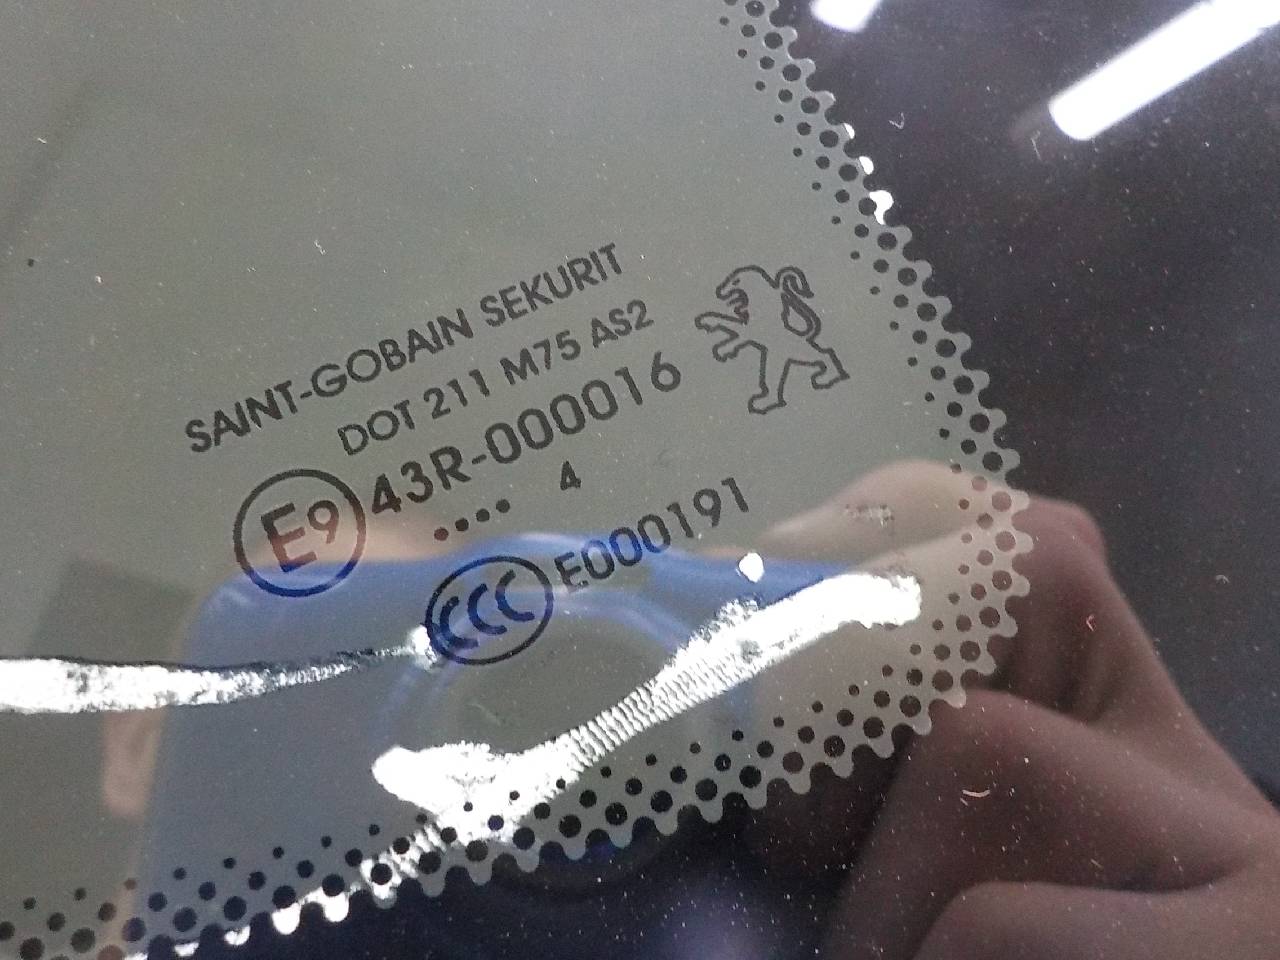 SAINT-GOBAIN SEKURIT
DOT 211 M75 AS2
E9 43R-000016
•••• 4
CCC E000191